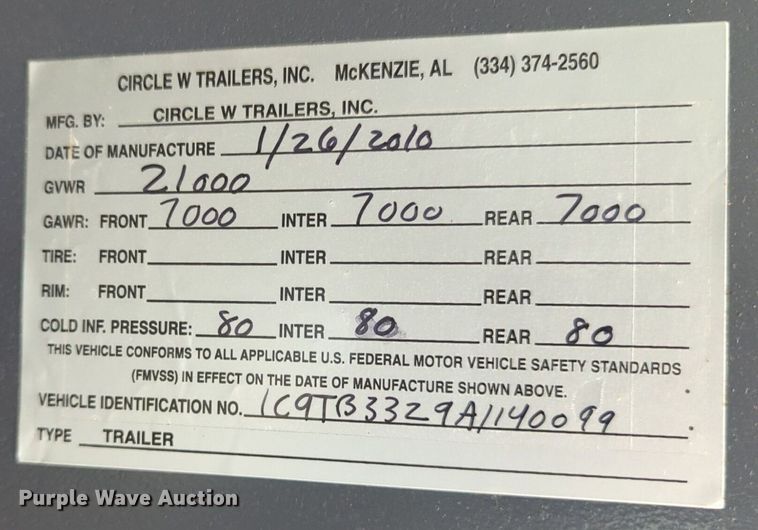 CIRCLE W TRAILERS, INC. McKENZIE, AL (334) 374-2560
MFG. BY: CIRCLE W TRAILERS, INC.
DATE OF MANUFACTURE 1/26/2010
GVWR 21000
GAWR: FRONT 7000 INTER 7000 REAR 7000
TIRE: FRONT INTER REAR
RIM: FRONT INTER REAR
COLD INF. PRESSURE: 80 INTER 80 REAR 80
THIS VEHICLE CONFORMS TO ALL APPLICABLE U.S. FEDERAL MOTOR VEHICLE SAFETY STANDARDS
(FMVSS) IN EFFECT ON THE DATE OF MANUFACTURE SHOWN ABOVE.
VEHICLE IDENTIFICATION NO. 1C9TB3329A1140099
TYPE TRAILER
Purple Wave Auction